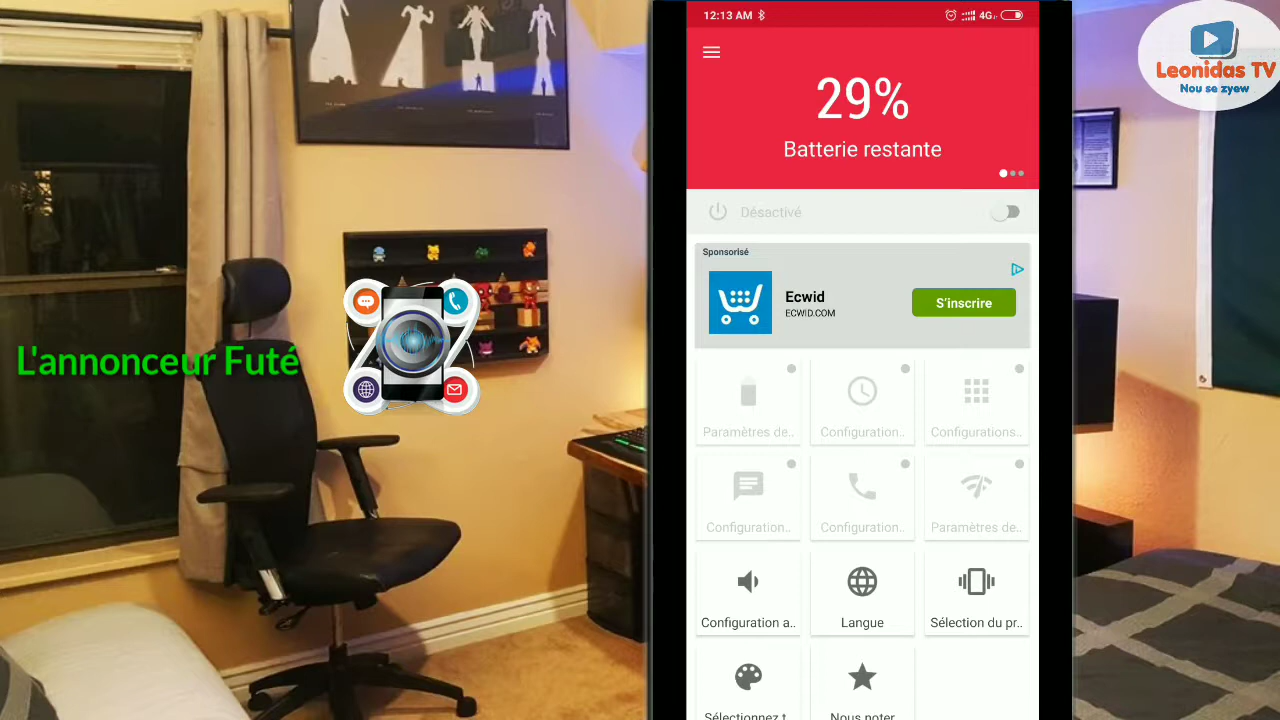 12:13 AM
4G
Leonidas TV
Nou se zyew
29%
Batterie restante
Désactivé
Sponsorisé
Ecwid
ECWID.COM
S'inscrire
L'annonceur Futé
Paramètres de..
Configuration..
Configurations..
Configuration..
Configuration..
Paramètres de..
Configuration a..
Langue
Sélection du pr..
Sélectionnez t..
Nous noter